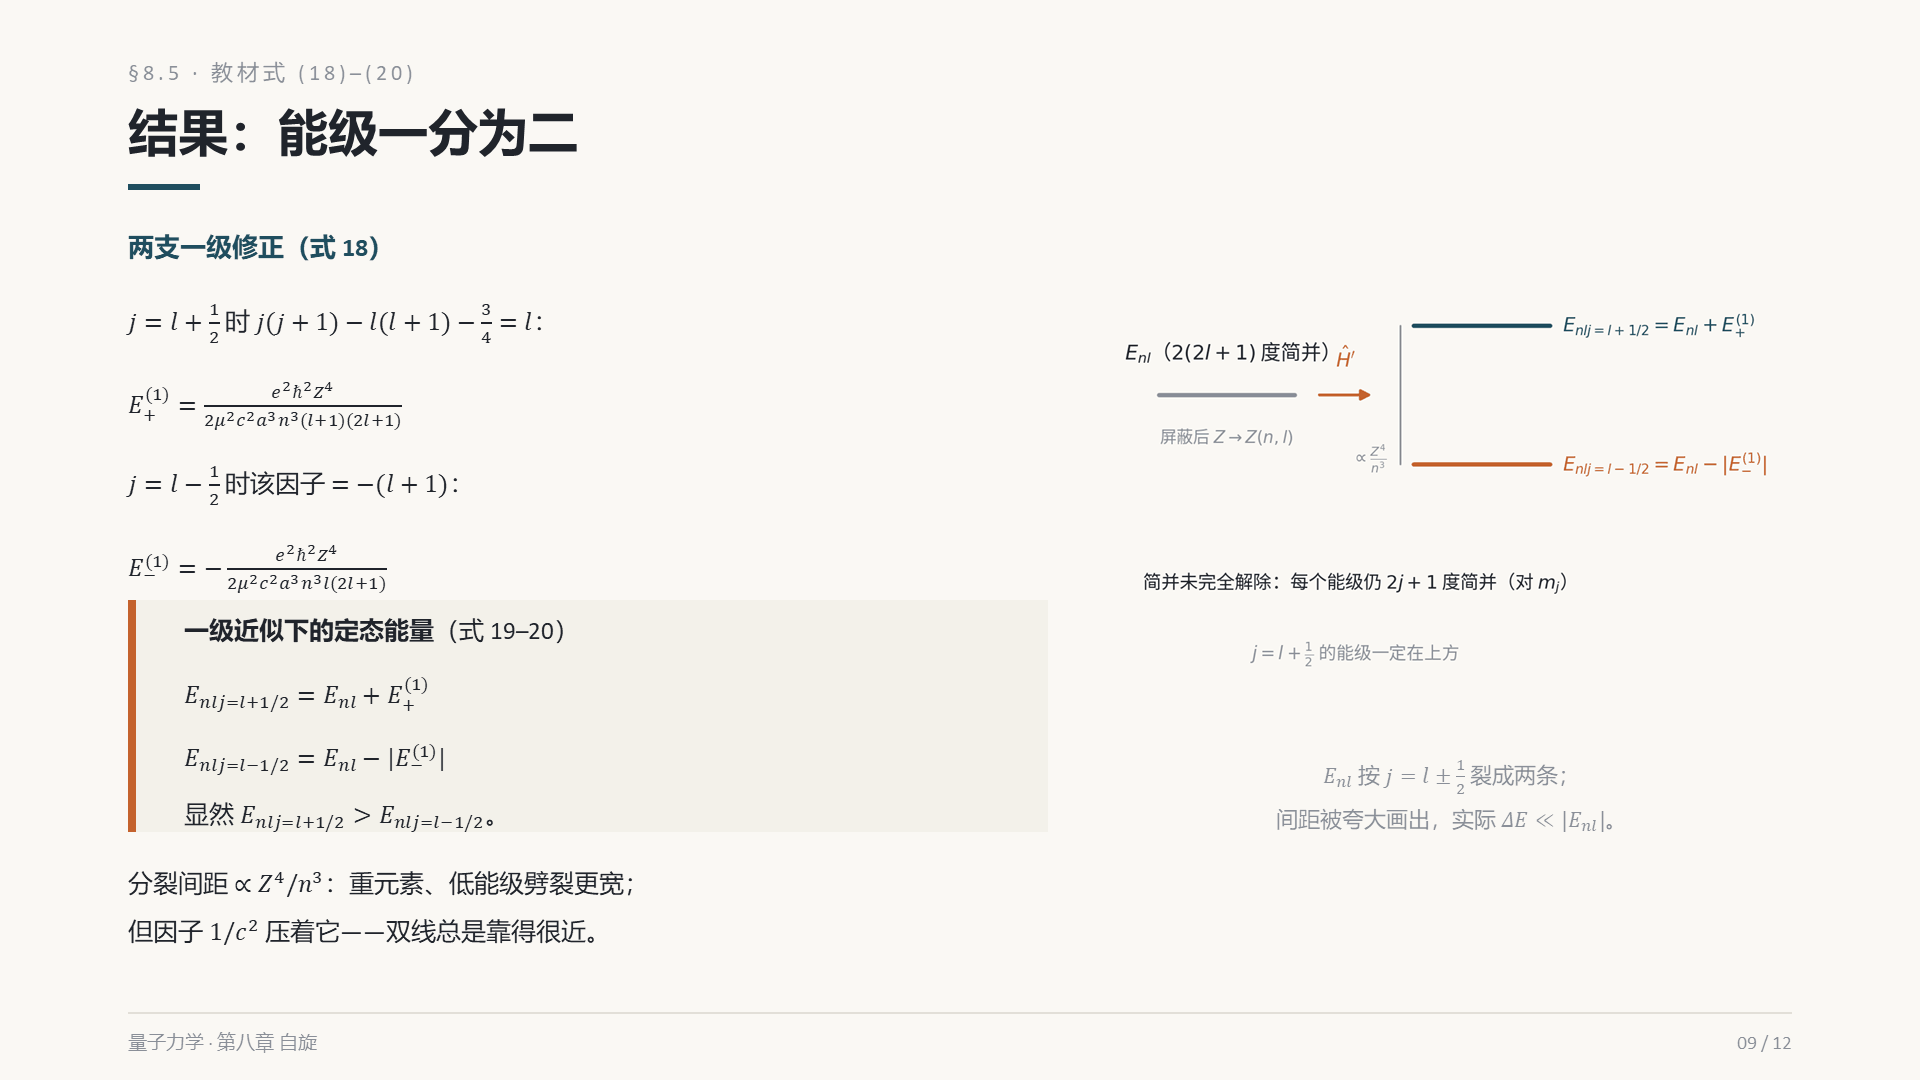 §8.5 · 教材式 (18)–(20)
结果：能级一分为二
两支一级修正（式 18）
j = l + 1/2 时 j(j + 1) − l(l + 1) − 3/4 = l：
E₊⁽¹⁾ = e²ħ²Z⁴ / 2μ²c²a³n³(l+1)(2l+1)
j = l − 1/2 时该因子 = −(l + 1)：
E₋⁽¹⁾ = − e²ħ²Z⁴ / 2μ²c²a³n³l(2l+1)
一级近似下的定态能量（式 19–20）
E_{nlj=l+1/2} = E_{nl} + E₊⁽¹⁾
E_{nlj=l−1/2} = E_{nl} − |E₋⁽¹⁾|
显然 E_{nlj=l+1/2} > E_{nlj=l−1/2}。
分裂间距 ∝ Z⁴/n³：重元素、低能级劈裂更宽；
但因子 1/c² 压着它——双线总是靠得很近。
E_{nlj=l+1/2} = E_{nl} + E₊⁽¹⁾
E_{nl}（2(2l + 1) 度简并）
Ĥ′
屏蔽后 Z → Z(n, l)
∝ Z⁴/n³
E_{nlj=l−1/2} = E_{nl} − |E₋⁽¹⁾|
简并未完全解除：每个能级仍 2j + 1 度简并（对 m_j）
j = l + 1/2 的能级一定在上方
E_{nl} 按 j = l ± 1/2 裂成两条；
间距被夸大画出，实际 ΔE ≪ |E_{nl}|。
量子力学 · 第八章 自旋
09 / 12